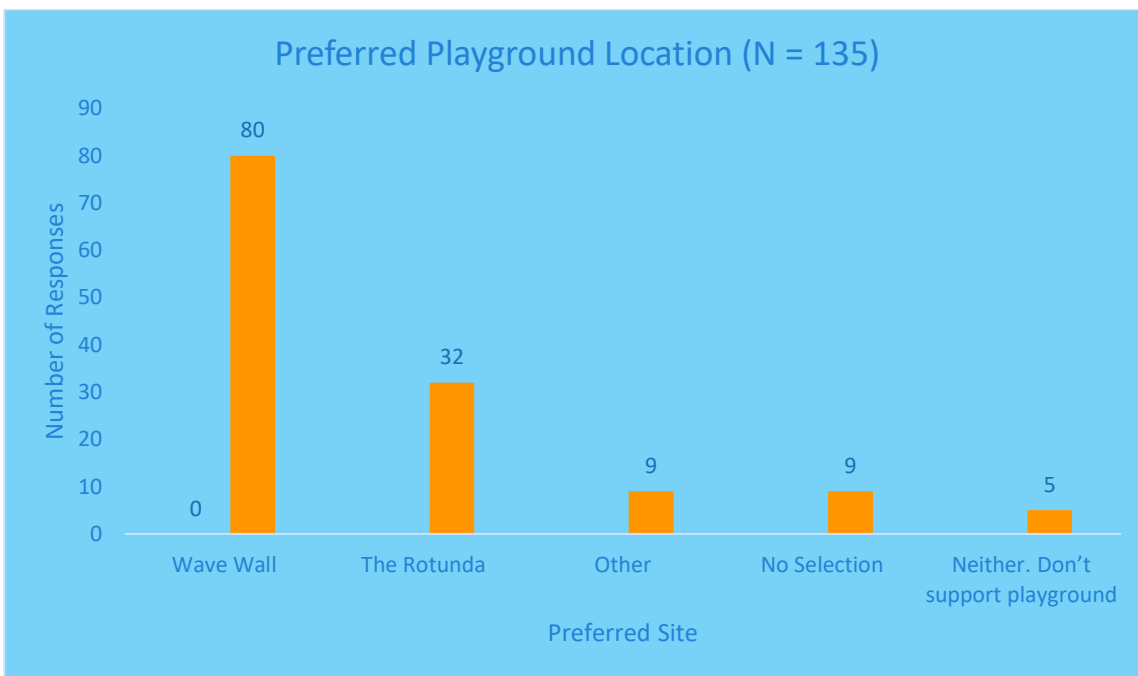 Preferred Playground Location (N = 135)
Number of Responses
90
80
70
60
50
40
30
20
10
0
0
80
32
9
9
5
Wave Wall
The Rotunda
Other
No Selection
Neither. Don’t
support playground
Preferred Site